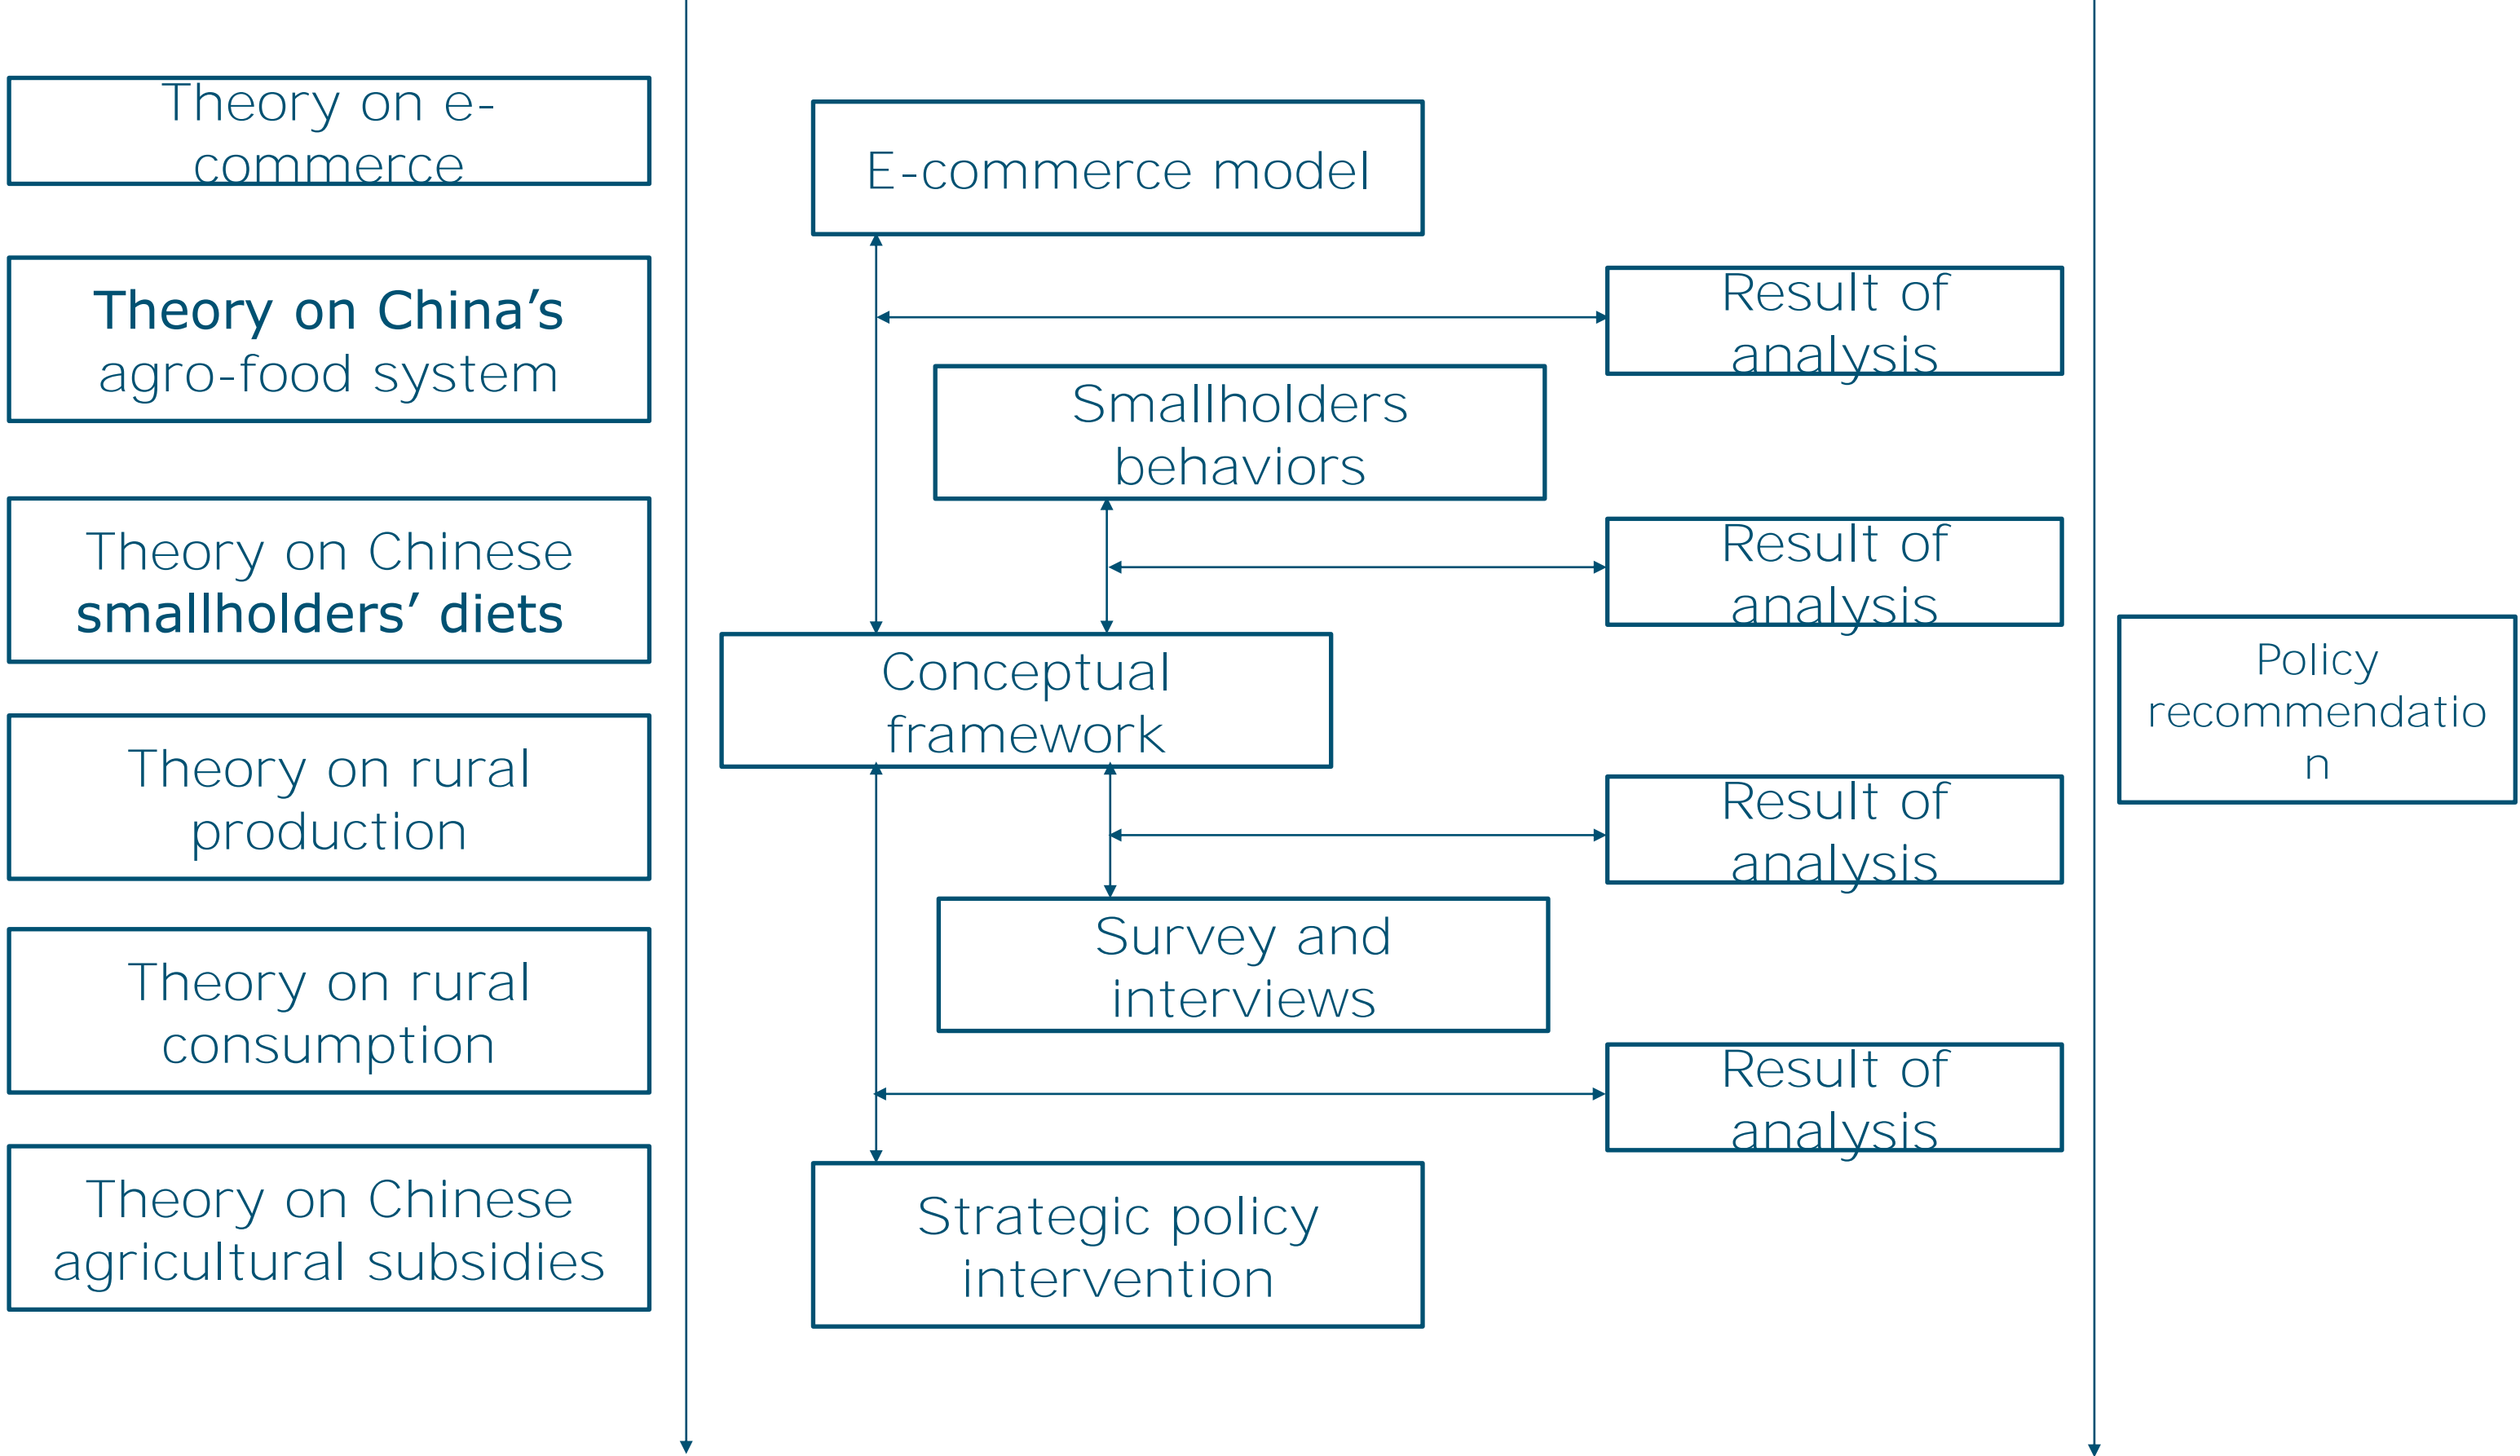 Theory on e-
commerce
Theory on China’s
agro-food system
Theory on Chinese
smallholders’ diets
Theory on rural
production
Theory on rural
consumption
Theory on Chinese
agricultural subsidies
E-commerce model
Smallholders
behaviors
Conceptual
framework
Survey and
interviews
Strategic policy
intervention
Result of
analysis
Result of
analysis
Result of
analysis
Result of
analysis
Policy
recommendatio
n